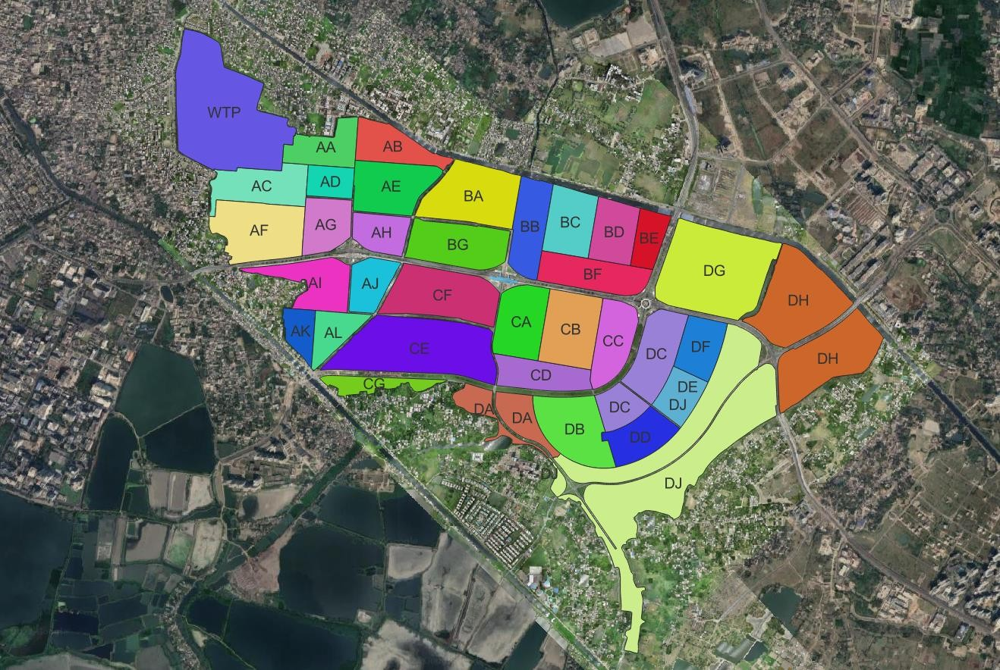 WTP
AA
AB
AC
AD
AE
BA
AF
AG
AH
BB
BC
BD
BE
BG
BF
DG
AI
AJ
CF
DH
AK
AL
CA
CB
CC
CE
DC
DF
DH
CD
CG
DE
DJ
DA
DA
DC
DB
DD
DJ
DJ